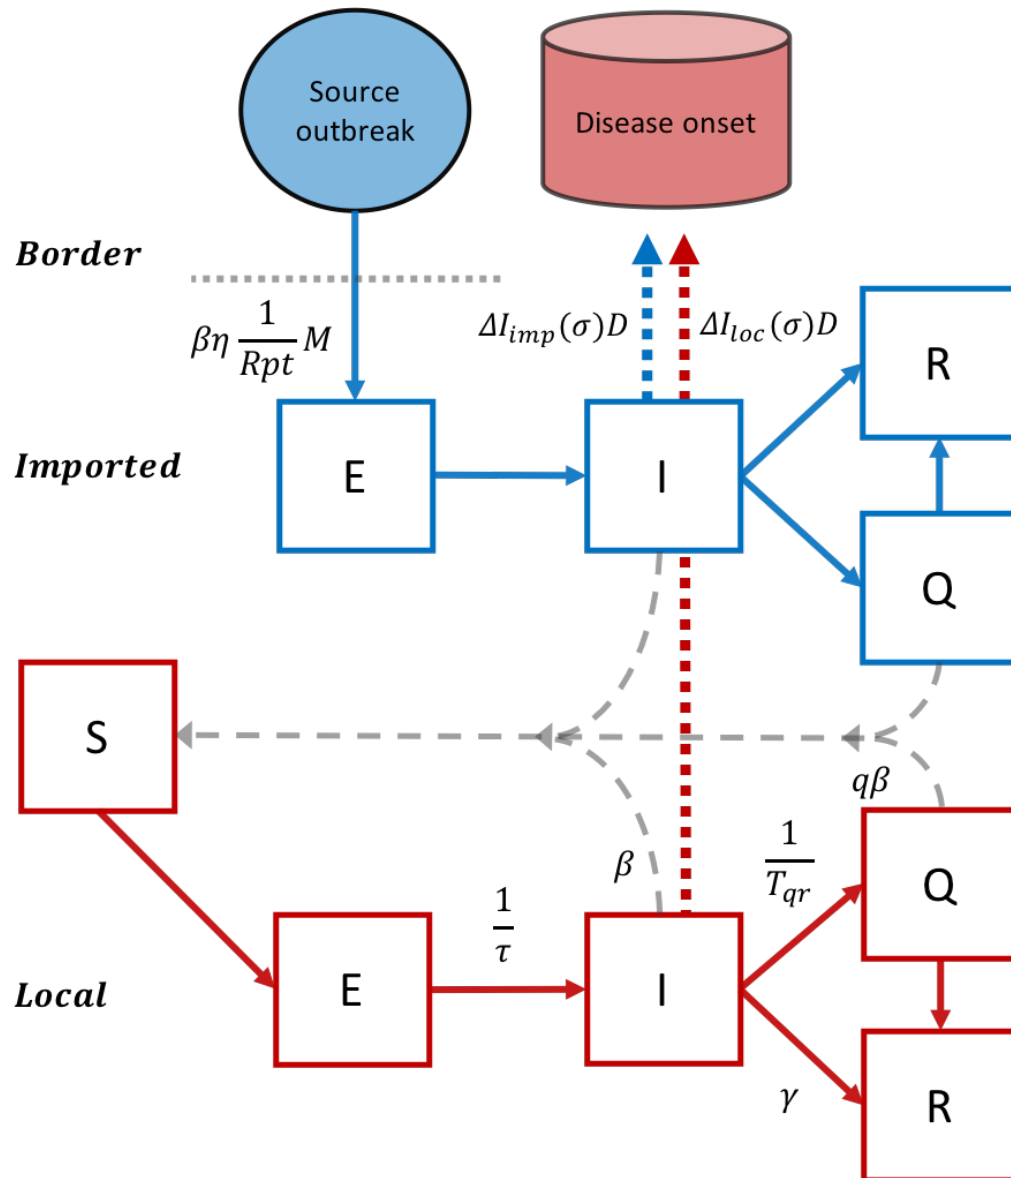 Source
outbreak
Disease onset
Border
βη 1/Rpt M
ΔI_imp(σ)D
ΔI_loc(σ)D
R
Imported
E
I
Q
S
qβ
β
1/T_qr
Q
1/τ
Local
E
I
γ
R